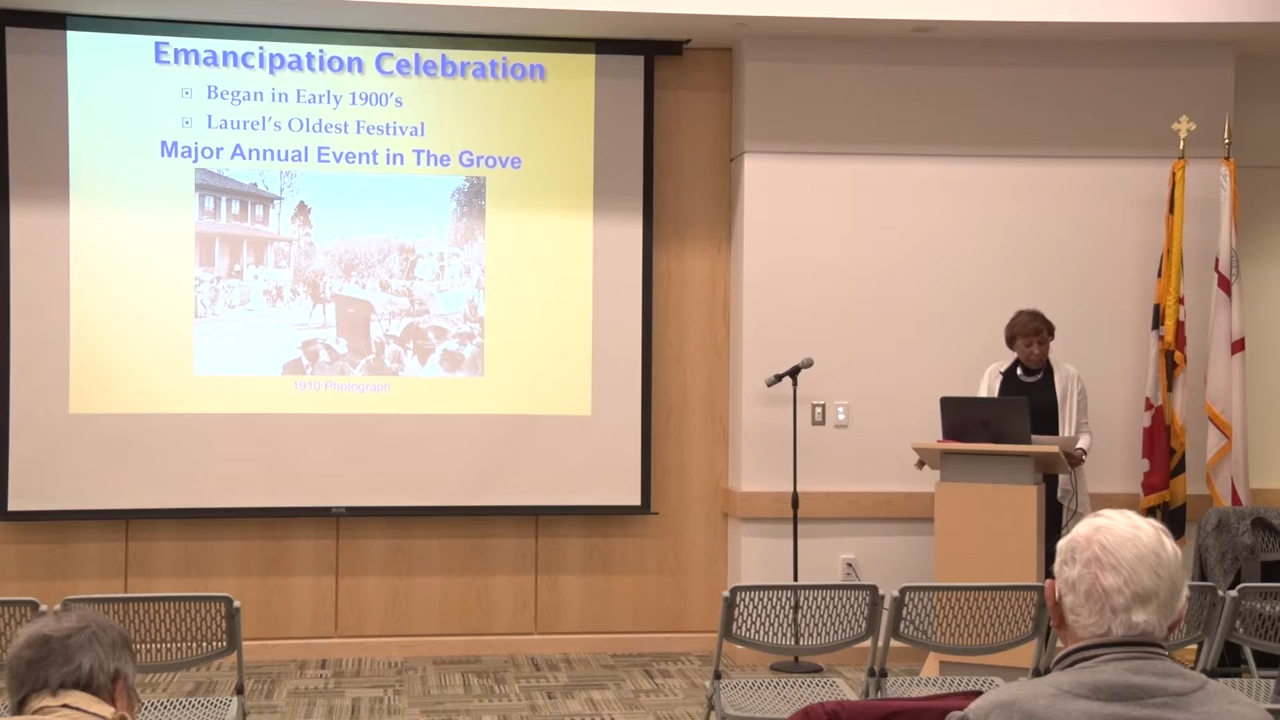 Emancipation Celebration
Began in Early 1900's
Laurel's Oldest Festival
Major Annual Event in The Grove
1910 Photograph